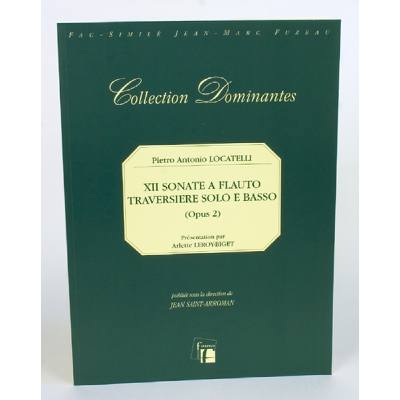 FAC-SIMILÉ JEAN-MARC FUZEAU
Collection Dominantes
Pietro Antonio LOCATELLI
XII SONATE A FLAUTO
TRAVERSIERE SOLO E BASSO
(Opus 2)
Présentation par
Arlette LEROY-BIGET
publiée sous la direction de
JEAN SAINT-ARROMAN